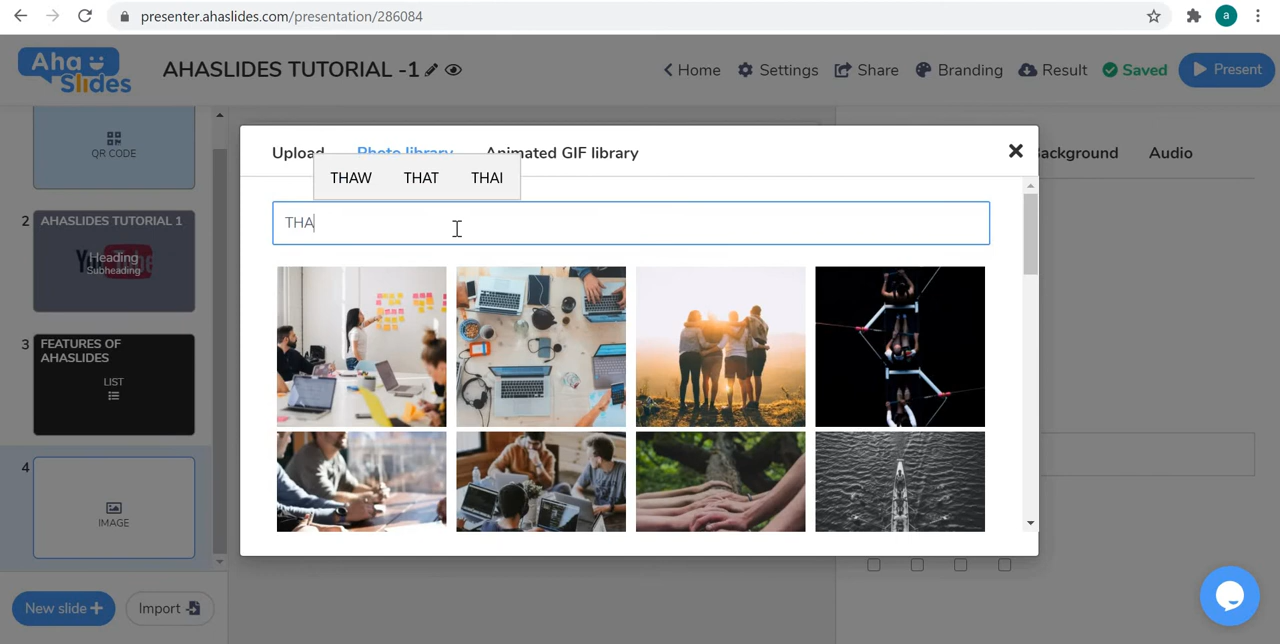 presenter.ahaslides.com/presentation/286084
a
Aha
Slides
AHASLIDES TUTORIAL -1
Home
Settings
Share
Branding
Result
Saved
Present
QR CODE
2
AHASLIDES TUTORIAL 1
Heading
Subheading
3
FEATURES OF
AHASLIDES
LIST
4
IMAGE
New slide
Import
Upload
Photo library
Animated GIF library
THAW THAT THAI
THA
Background
Audio